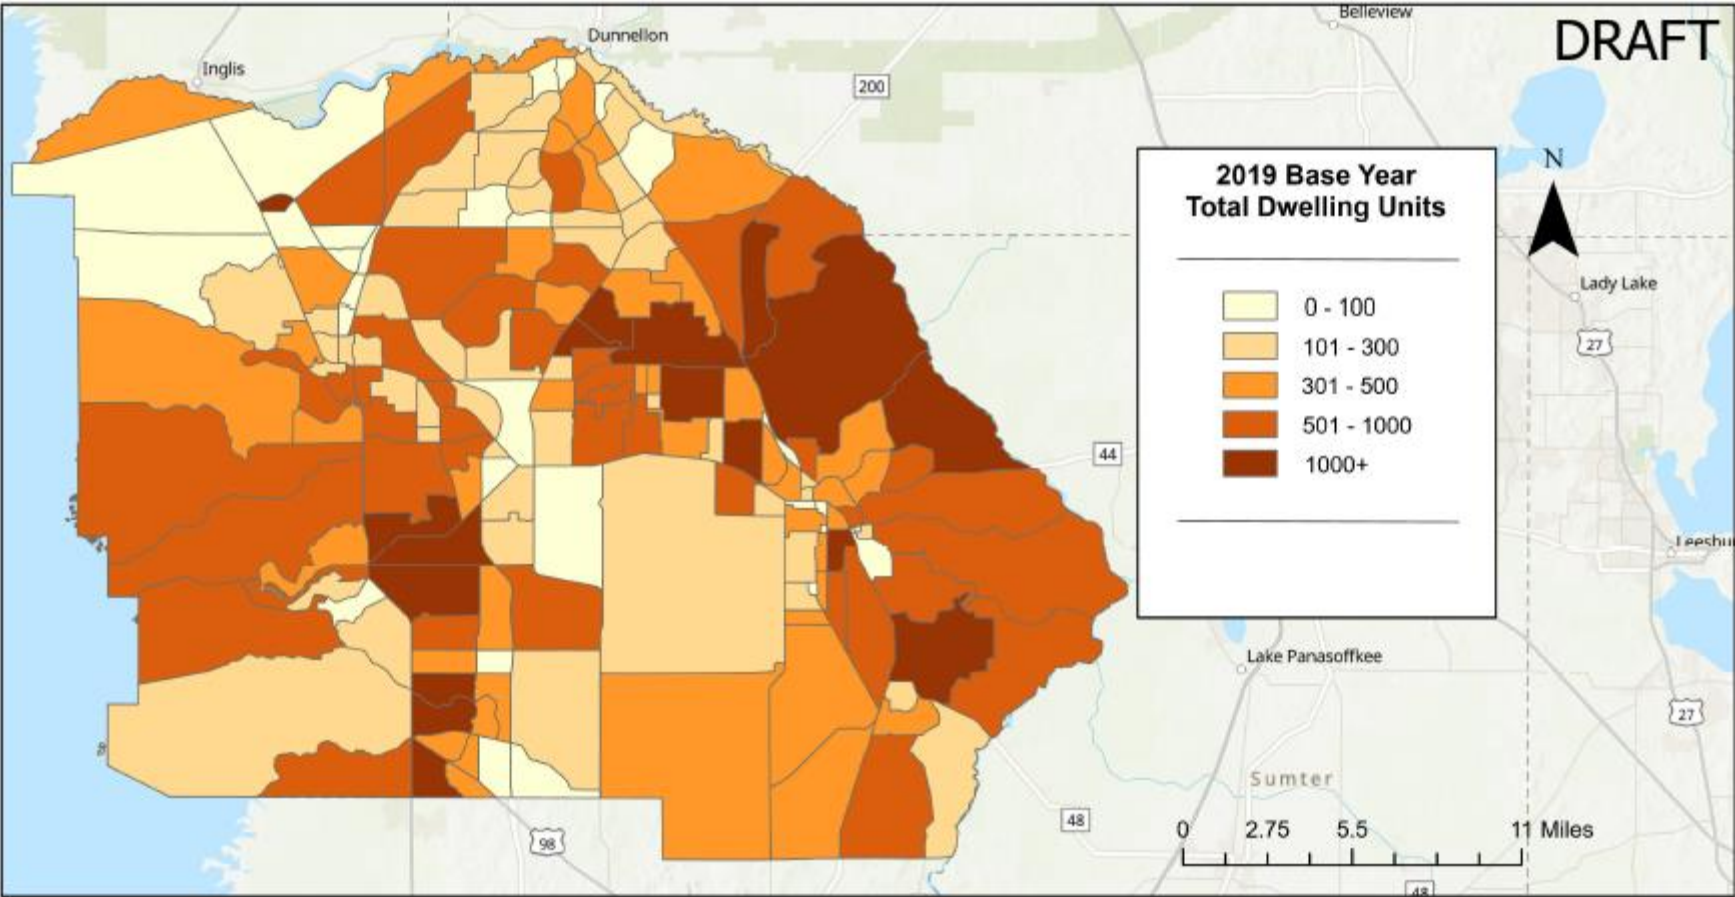 Belleview
DRAFT
Dunnellon
Inglis
200
N
2019 Base Year
Total Dwelling Units
Lady Lake
0 - 100
27
101 - 300
301 - 500
501 - 1000
44
1000+
Leesbu
Lake Panasoffkee
27
Sumter
48
0 2.75 5.5 11 Miles
98
48